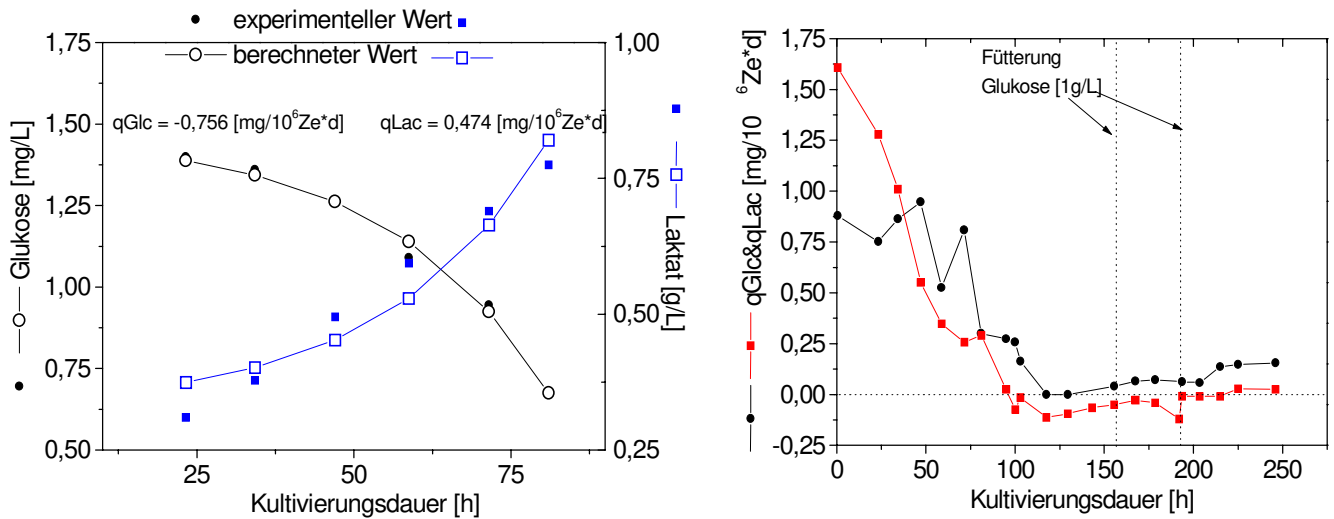 experimenteller Wert
berechneter Wert
qGlc = -0,756 [mg/10⁶Ze*d] qLac = 0,474 [mg/10⁶Ze*d]
1,75
1,50
1,25
1,00
0,75
0,50
Glukose [mg/L]
1,00
0,75
0,50
0,25
Laktat [g/L]
25 50 75
Kultivierungsdauer [h]
Fütterung
Glukose [1g/L]
1,75
1,50
1,25
1,00
0,75
0,50
0,25
0,00
-0,25
qGlc&qLac [mg/10 ⁶Ze*d]
0 50 100 150 200 250
Kultivierungsdauer [h]